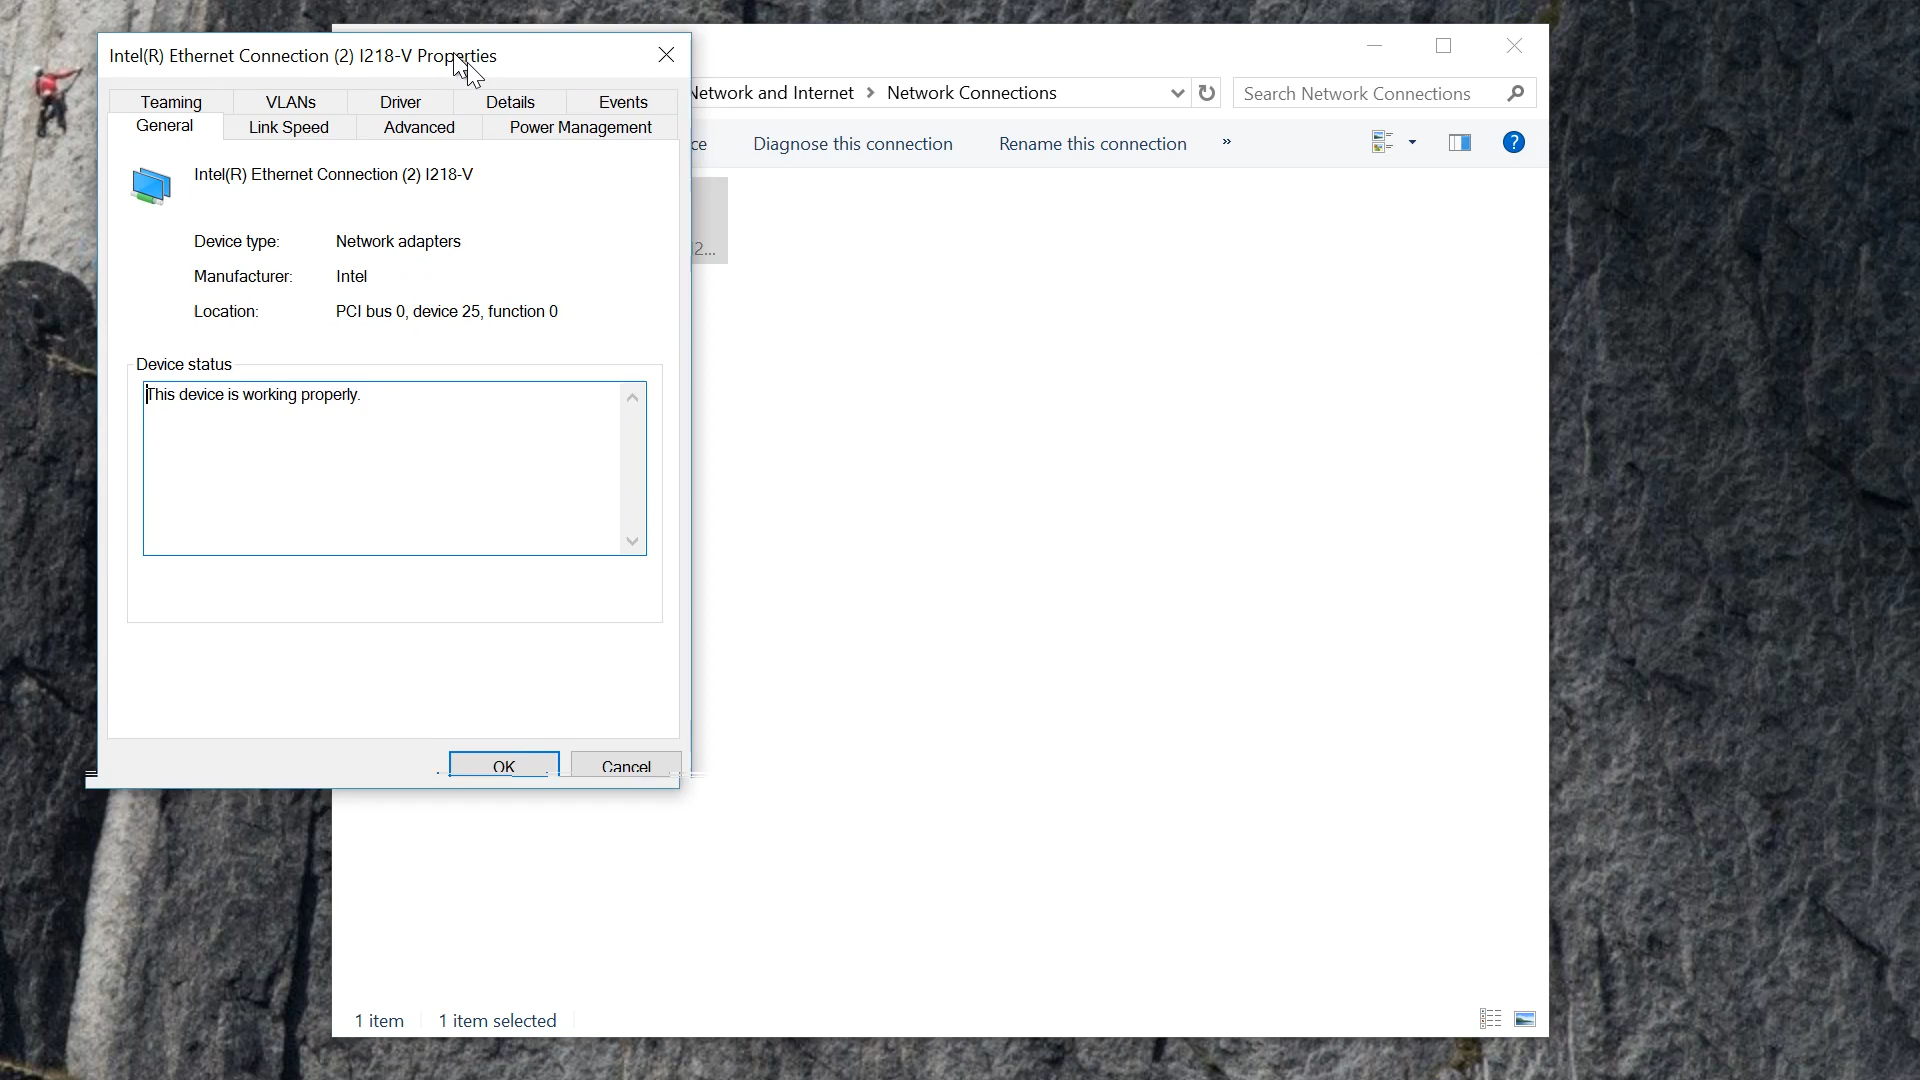 Intel(R) Ethernet Connection (2) I218-V Properties
Teaming VLANs Driver Details Events
General Link Speed Advanced Power Management
Intel(R) Ethernet Connection (2) I218-V
Device type: Network adapters
Manufacturer: Intel
Location: PCI bus 0, device 25, function 0
Device status
This device is working properly.
OK Cancel
Network and Internet > Network Connections
Search Network Connections
ce Diagnose this connection Rename this connection »
?
2...
1 item 1 item selected